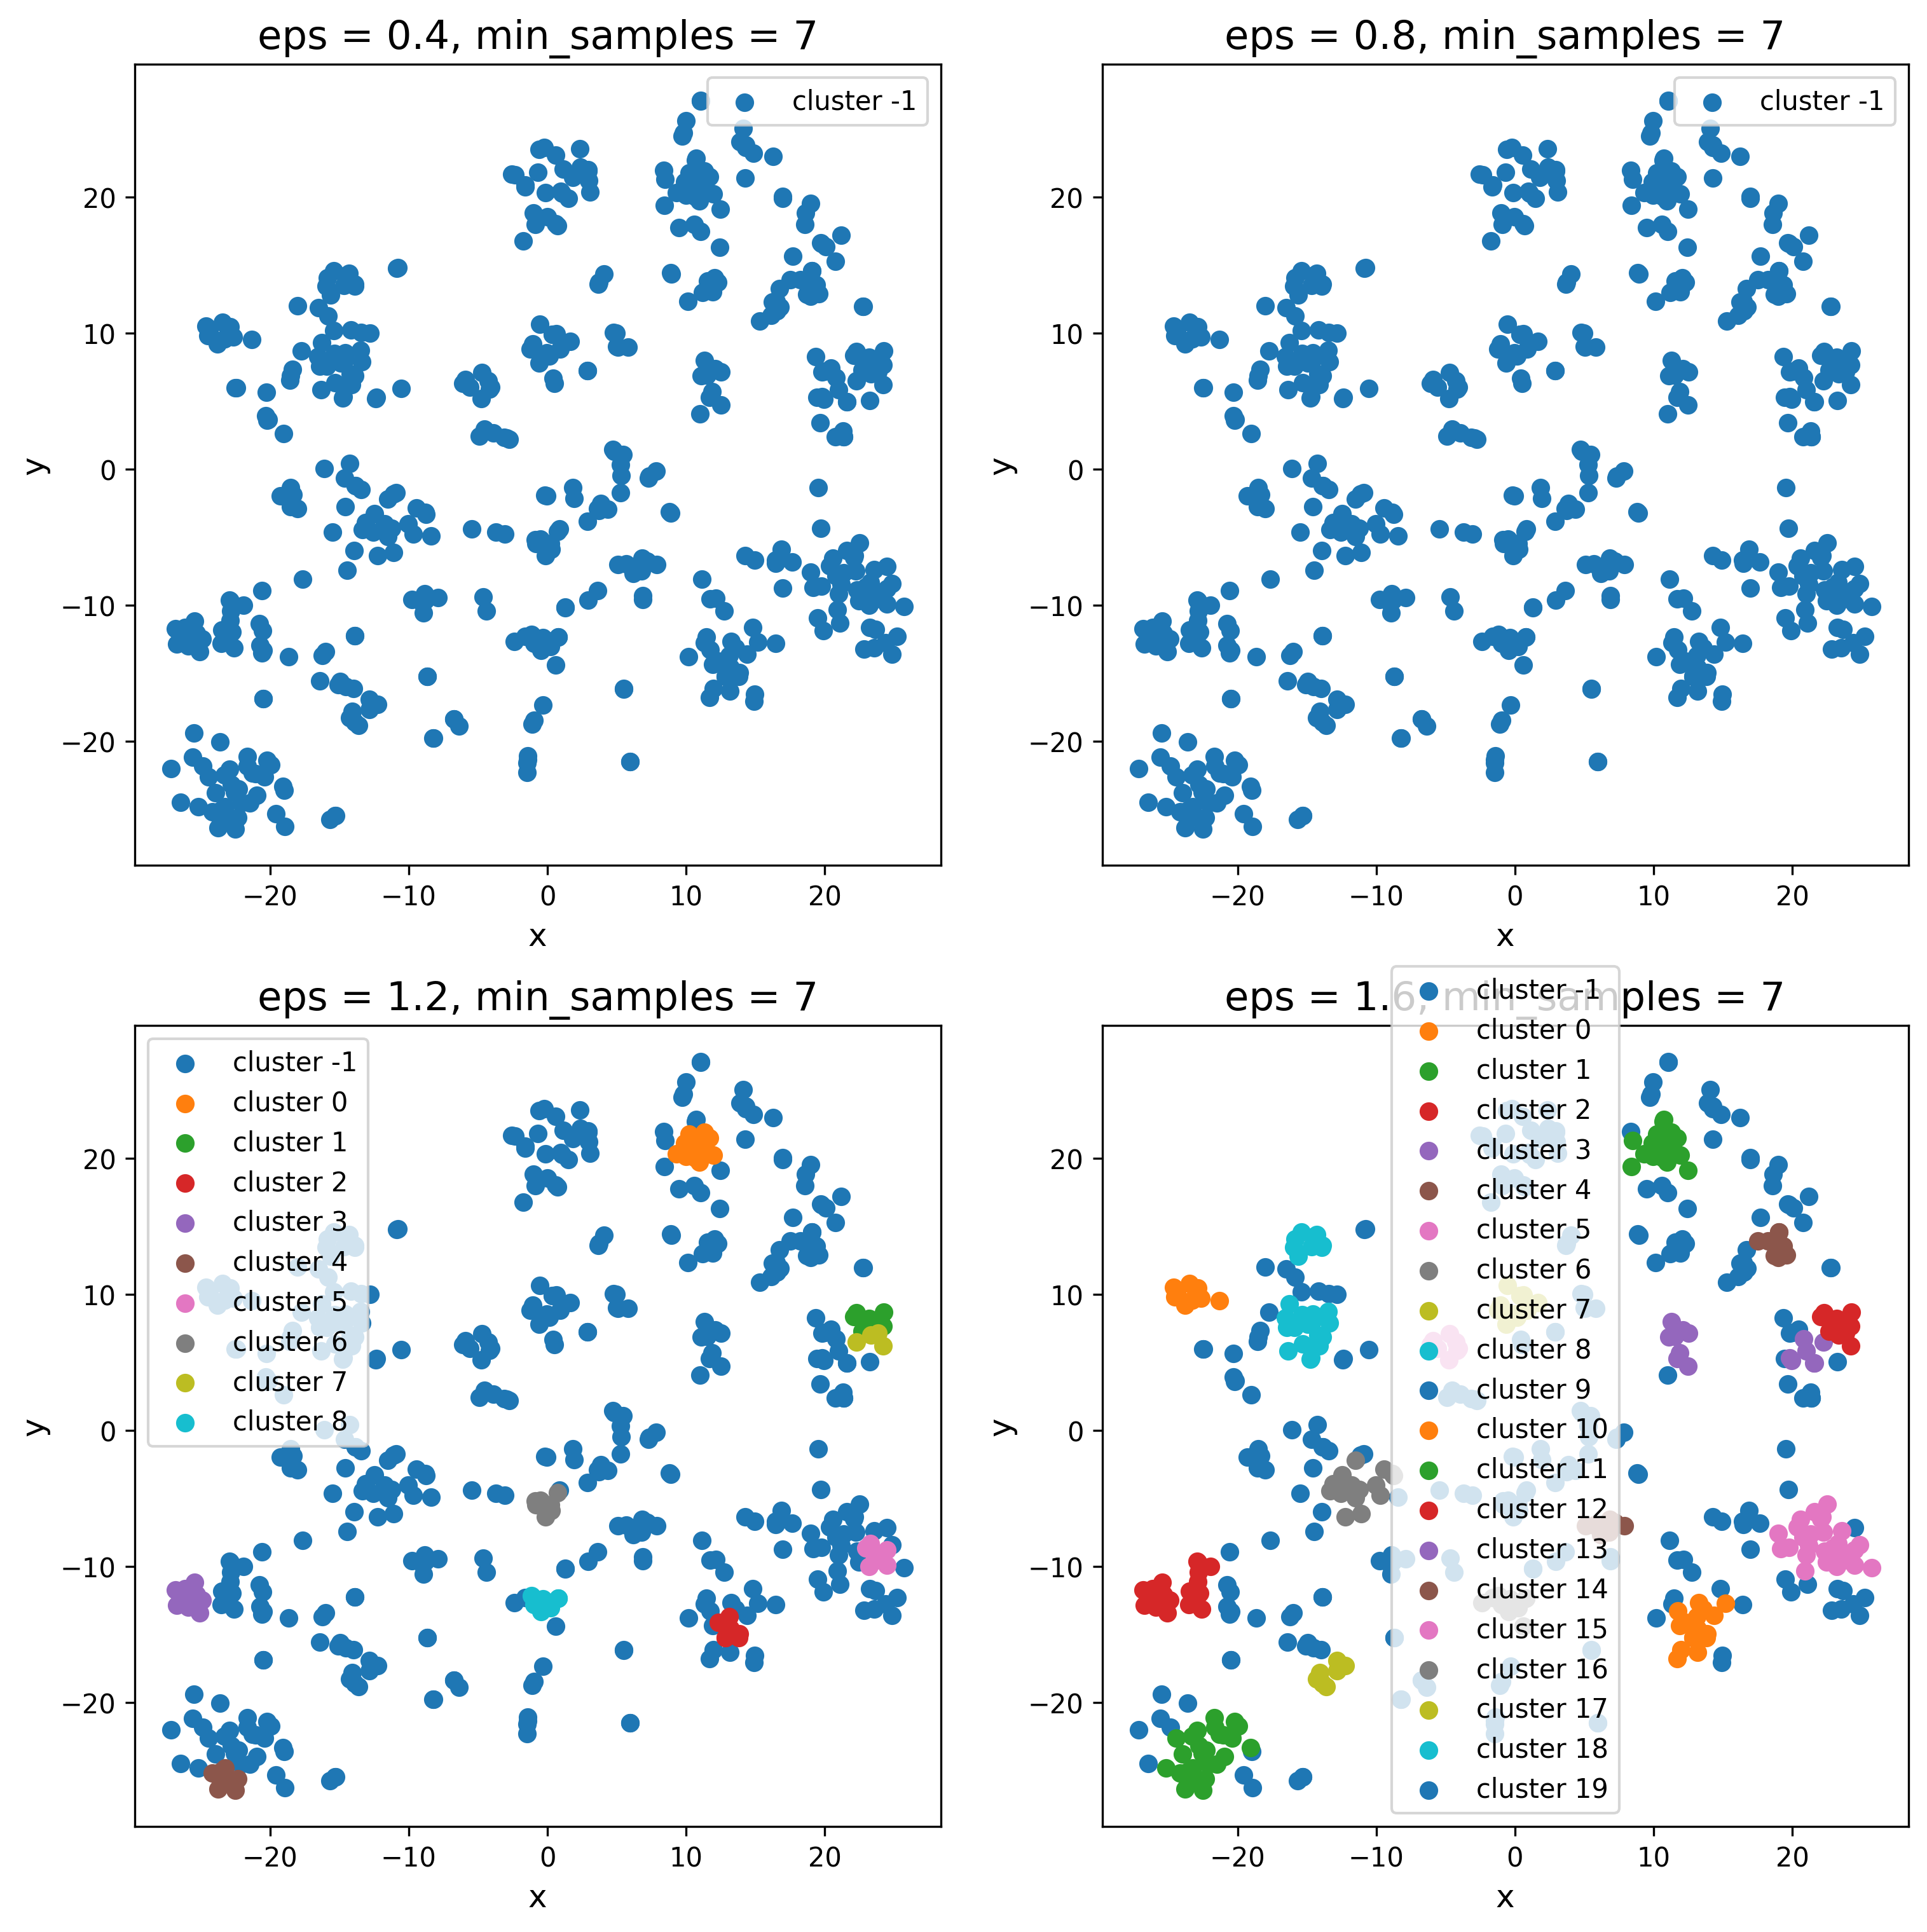 eps = 0.4, min_samples = 7
cluster -1
20
10
0
−10
−20
y
−20
−10
0
10
20
x
eps = 0.8, min_samples = 7
cluster -1
20
10
0
−10
−20
y
−20
−10
0
10
20
x
eps = 1.2, min_samples = 7
cluster -1
cluster 0
cluster 1
cluster 2
cluster 3
cluster 4
cluster 5
cluster 6
cluster 7
cluster 8
20
10
0
−10
−20
y
−20
−10
0
10
20
x
eps = 1.6, min_samples = 7
cluster -1
cluster 0
cluster 1
cluster 2
cluster 3
cluster 4
cluster 5
cluster 6
cluster 7
cluster 8
cluster 9
cluster 10
cluster 11
cluster 12
cluster 13
cluster 14
cluster 15
cluster 16
cluster 17
cluster 18
cluster 19
20
10
0
−10
−20
y
−20
−10
0
10
20
x